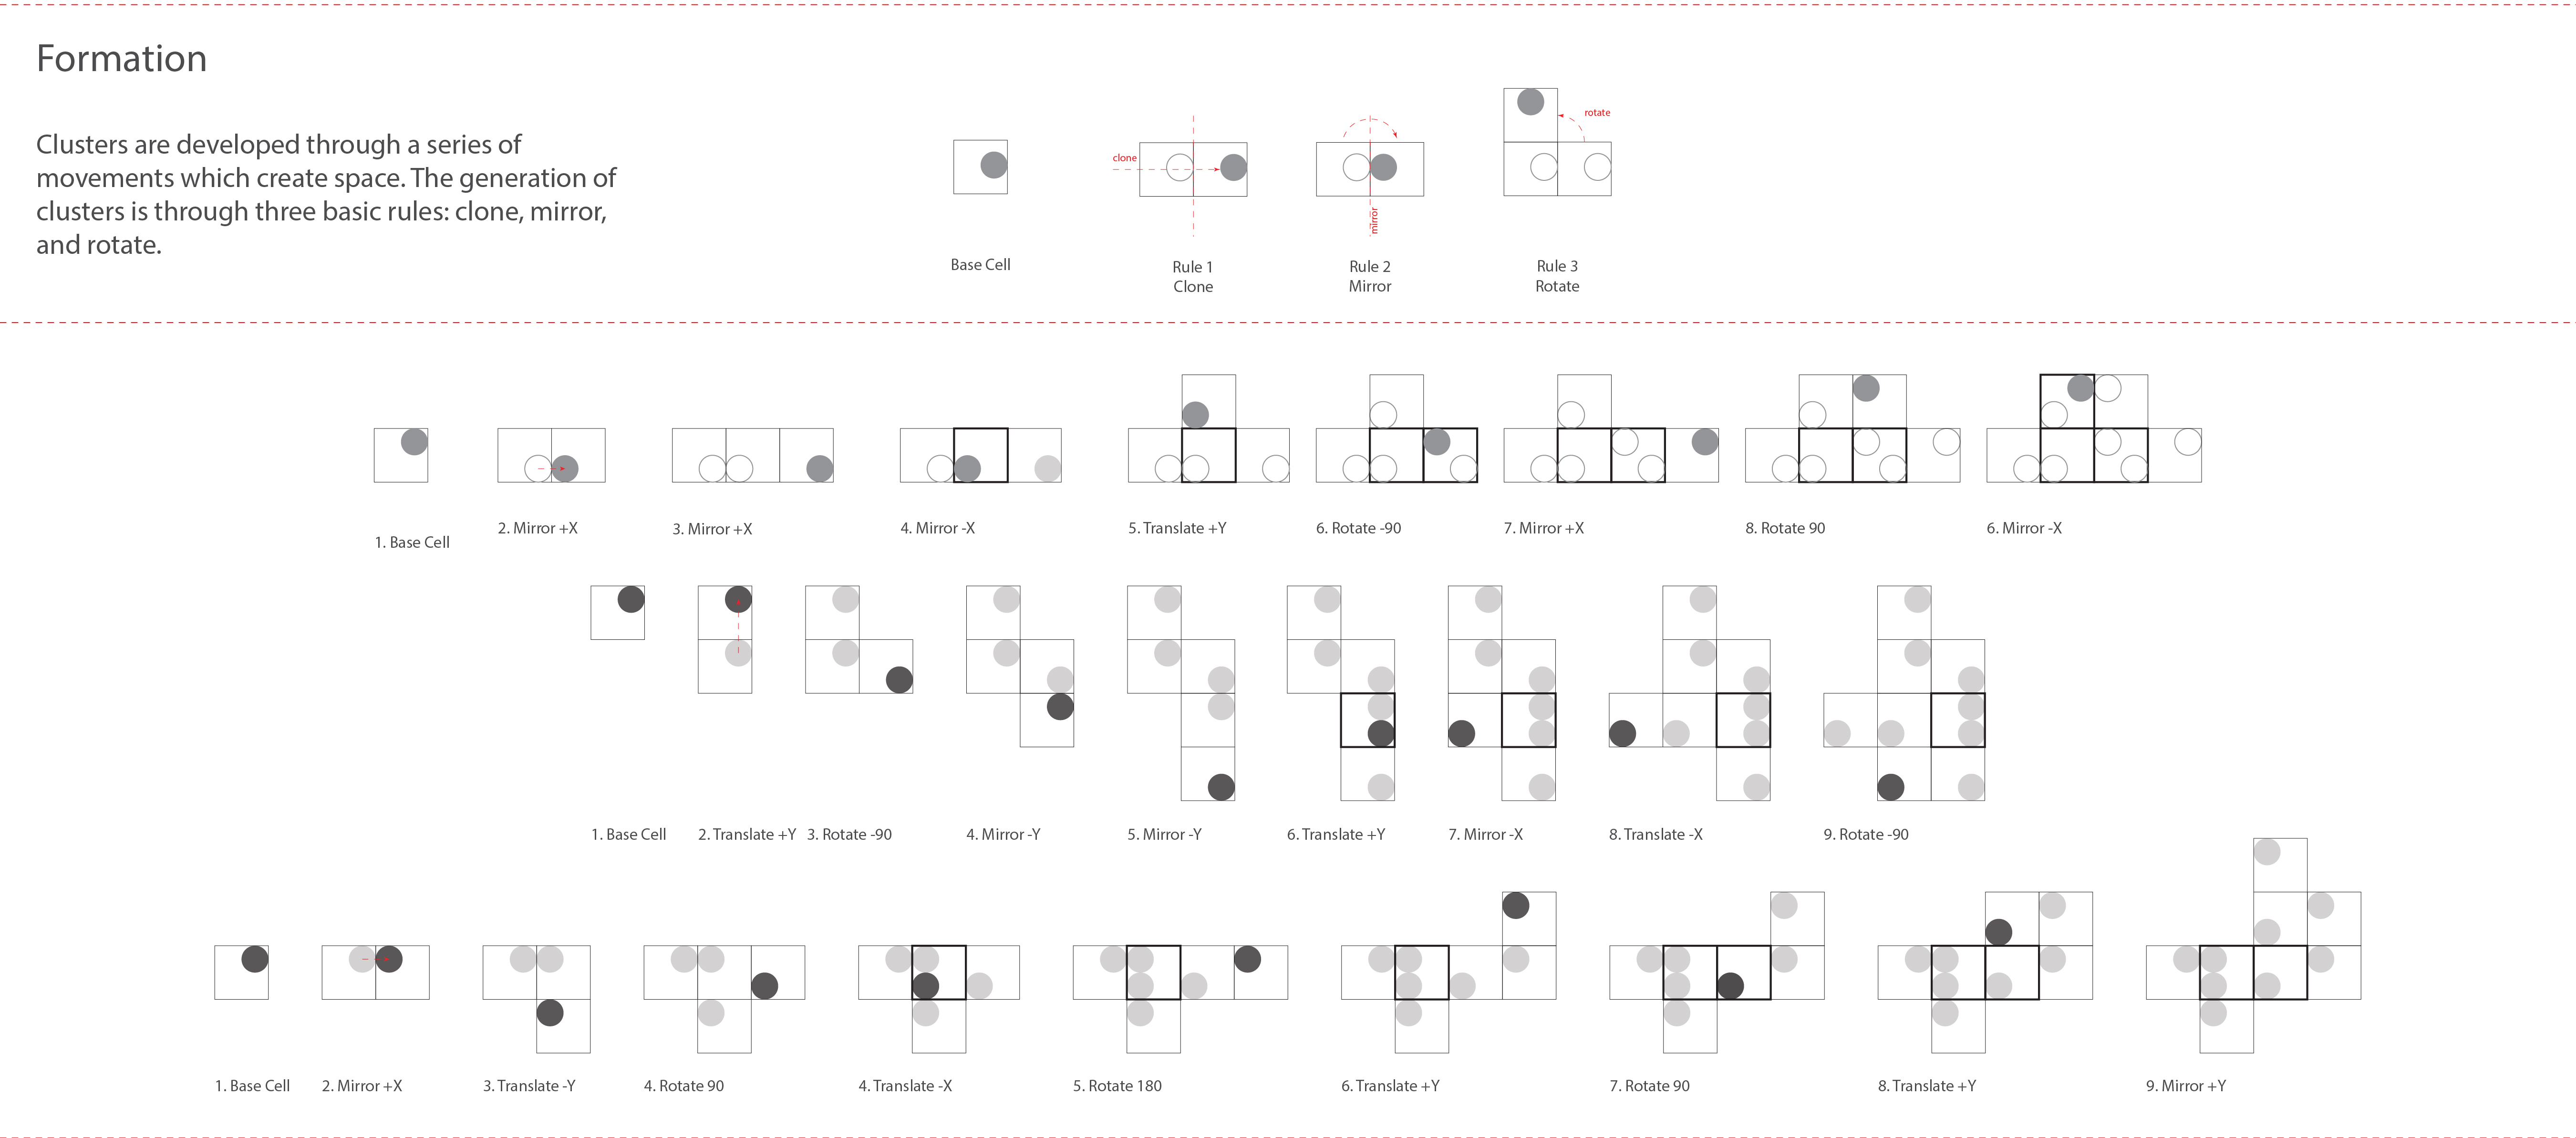 Formation
Clusters are developed through a series of
movements which create space. The generation of
clusters is through three basic rules: clone, mirror,
and rotate.
Base Cell
clone
Rule 1
Clone
mirror
Rule 2
Mirror
rotate
Rule 3
Rotate
1. Base Cell
2. Mirror +X
3. Mirror +X
4. Mirror -X
5. Translate +Y
6. Rotate -90
7. Mirror +X
8. Rotate 90
6. Mirror -X
1. Base Cell
2. Translate +Y
3. Rotate -90
4. Mirror -Y
5. Mirror -Y
6. Translate +Y
7. Mirror -X
8. Translate -X
9. Rotate -90
1. Base Cell
2. Mirror +X
3. Translate -Y
4. Rotate 90
4. Translate -X
5. Rotate 180
6. Translate +Y
7. Rotate 90
8. Translate +Y
9. Mirror +Y